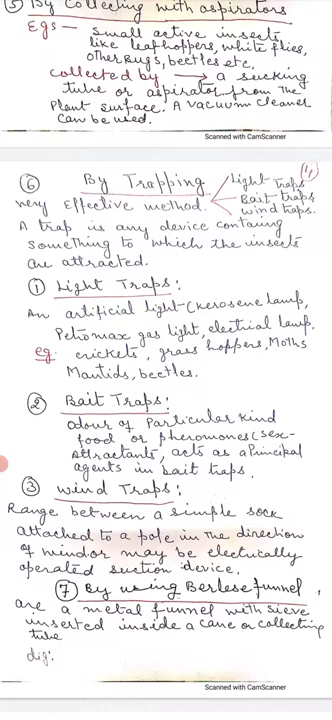 ⑤ By Collecting with aspirators
Egs — Small active insects
like leafhoppers, white flies,
other Bugs, beetles etc.
collected by → a sucking
tube or aspirator from the
Plant surface. A vacuum cleaner
can be used.
Scanned with CamScanner
(4)
⑥ By Trapping. Light Traps
very Effective method. Bait traps
wind traps.
A trap is any device containg
something to which the insects
are attracted.
① Light Traps:
An artificial light-(Kerosene lamp,
Petromax gas light, electrial lamp.
eg. crickets, grass hoppers, Moths
Mantids, beetles.
② Bait Traps:
odour of Particular kind
food or pheromones (sex-
attractants, acts as a Principal
agents in bait traps.
③ wind Traps:
Range between a simple sock
attached to a pole in the direction
of wind or may be electrically
operated suction device.
⑦ By using Berlese funnel.
are a metal funnel with sieve
inserted inside a cane or collecting
tube
dig:
Scanned with CamScanner